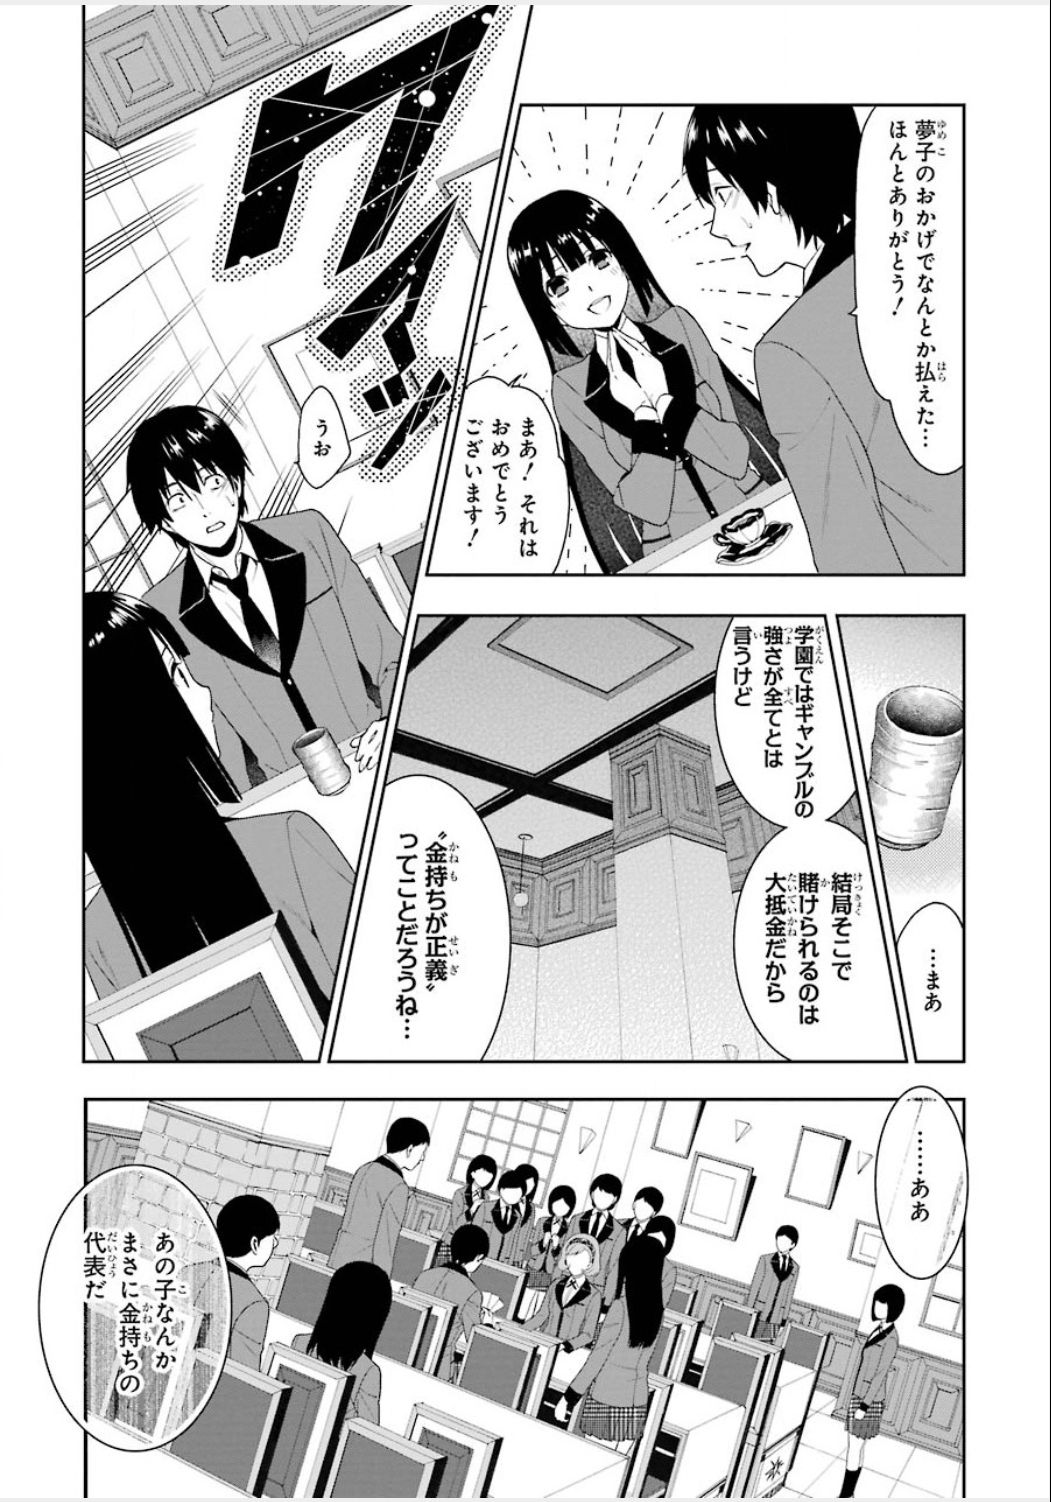 夢子のおかげでなんとか払えた…
ほんとありがとう!
まあ!それは
おめでとう
ございます!
クワッ
うお
…まあ
学園ではギャンブルの
強さが全てとは
言うけど
結局そこで
賭けられるのは
大抵金だから
〝金持ちが正義〟
ってことだろうね…
……ああ
あの子なんか
まさに金持ちの
代表だ